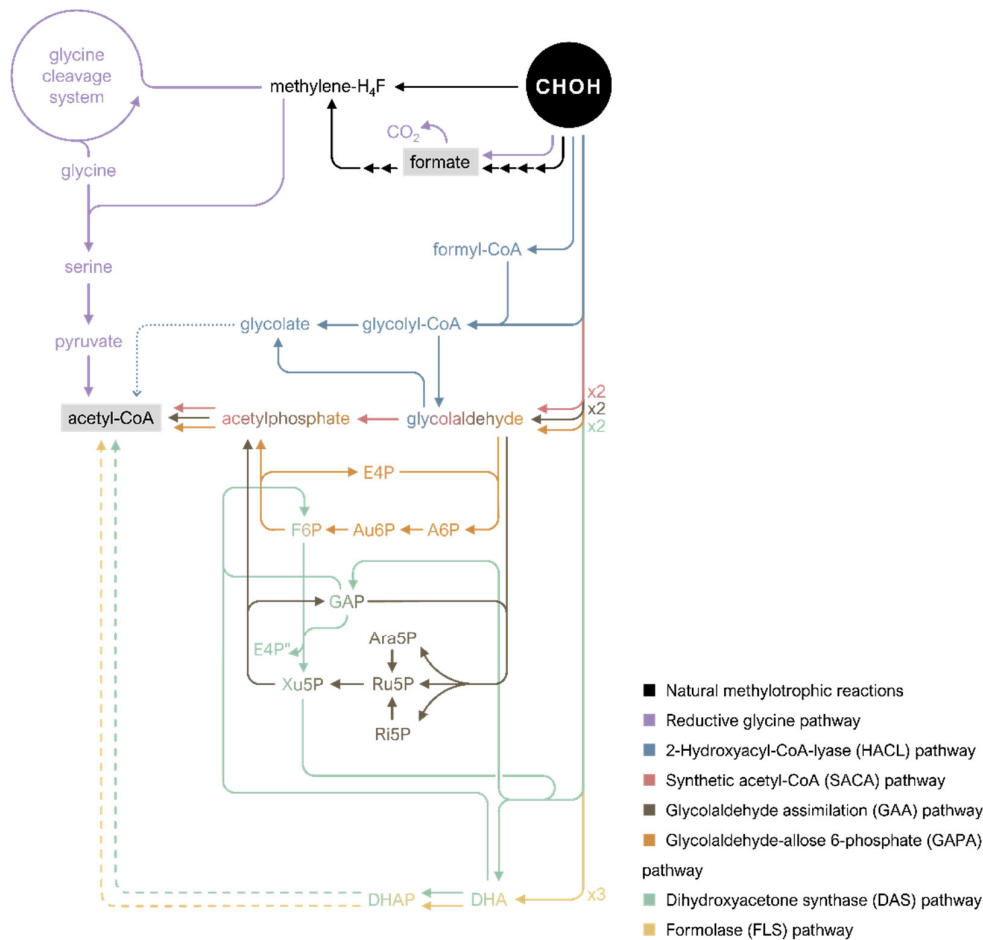 glycine
cleavage
system
methylene-H₄F
CHOH
CO₂
formate
glycine
formyl-CoA
serine
glycolate
glycolyl-CoA
pyruvate
x2
acetyl-CoA
acetylphosphate
glycolaldehyde
x2
x2
E4P
F6P
Au6P
A6P
GAP
Ara5P
E4P"
Xu5P
Ru5P
Ri5P
DHAP
DHA
x3
Natural methylotrophic reactions
Reductive glycine pathway
2-Hydroxyacyl-CoA-lyase (HACL) pathway
Synthetic acetyl-CoA (SACA) pathway
Glycolaldehyde assimilation (GAA) pathway
Glycolaldehyde-allose 6-phosphate (GAPA)
pathway
Dihydroxyacetone synthase (DAS) pathway
Formolase (FLS) pathway